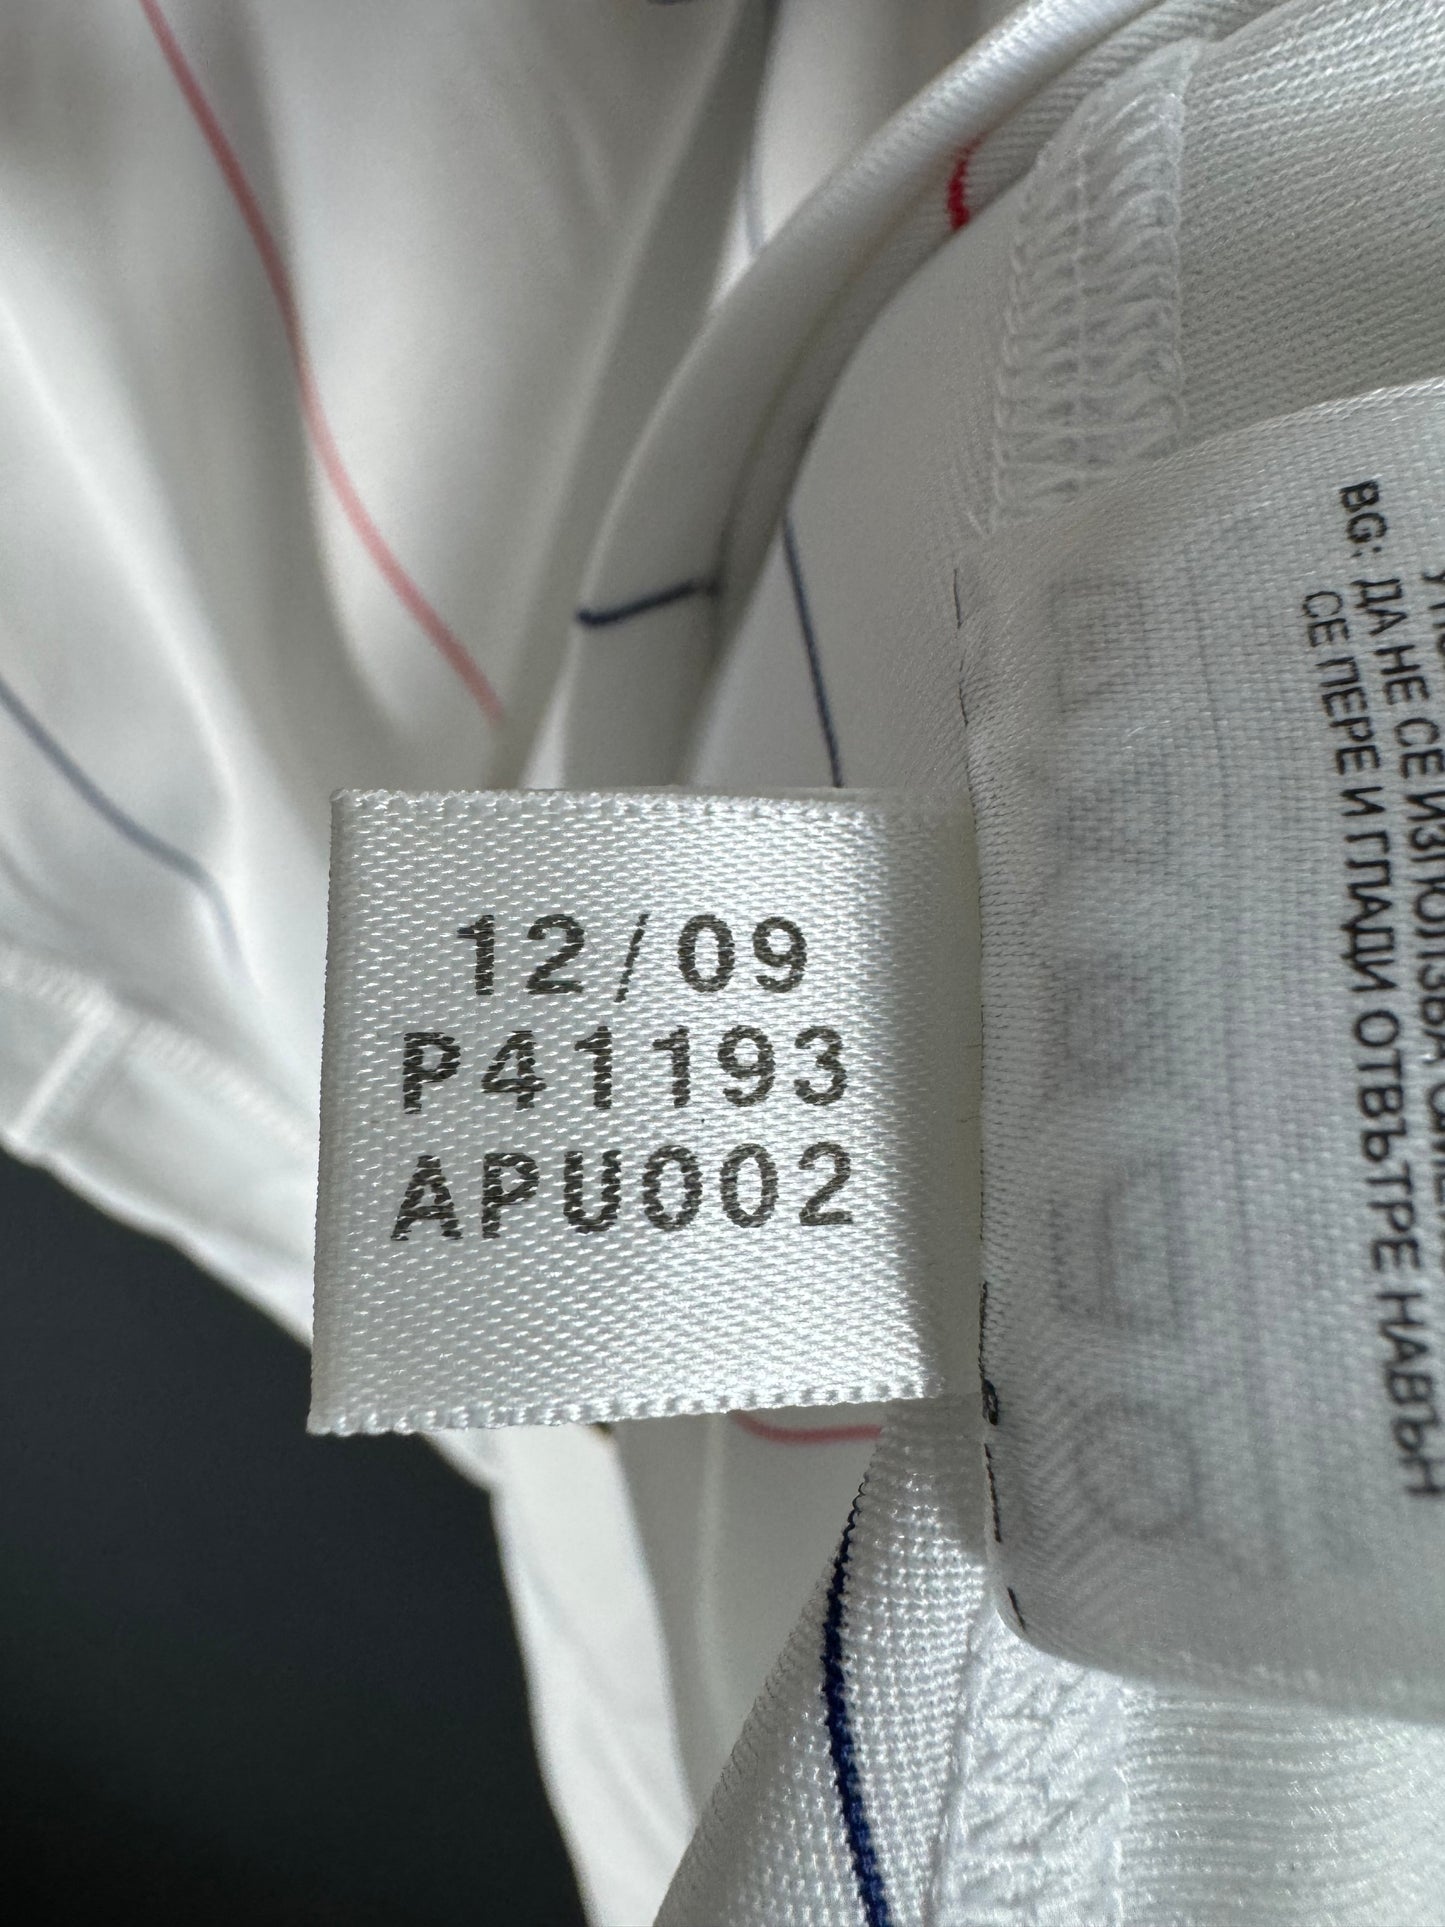 12/09
P41193
APU002
BG: ДА НЕ СЕ ИЗПОЛЗВА
СЕ ПЕРЕ И ГЛАДИ ОТВЪТРЕ НАВЪН